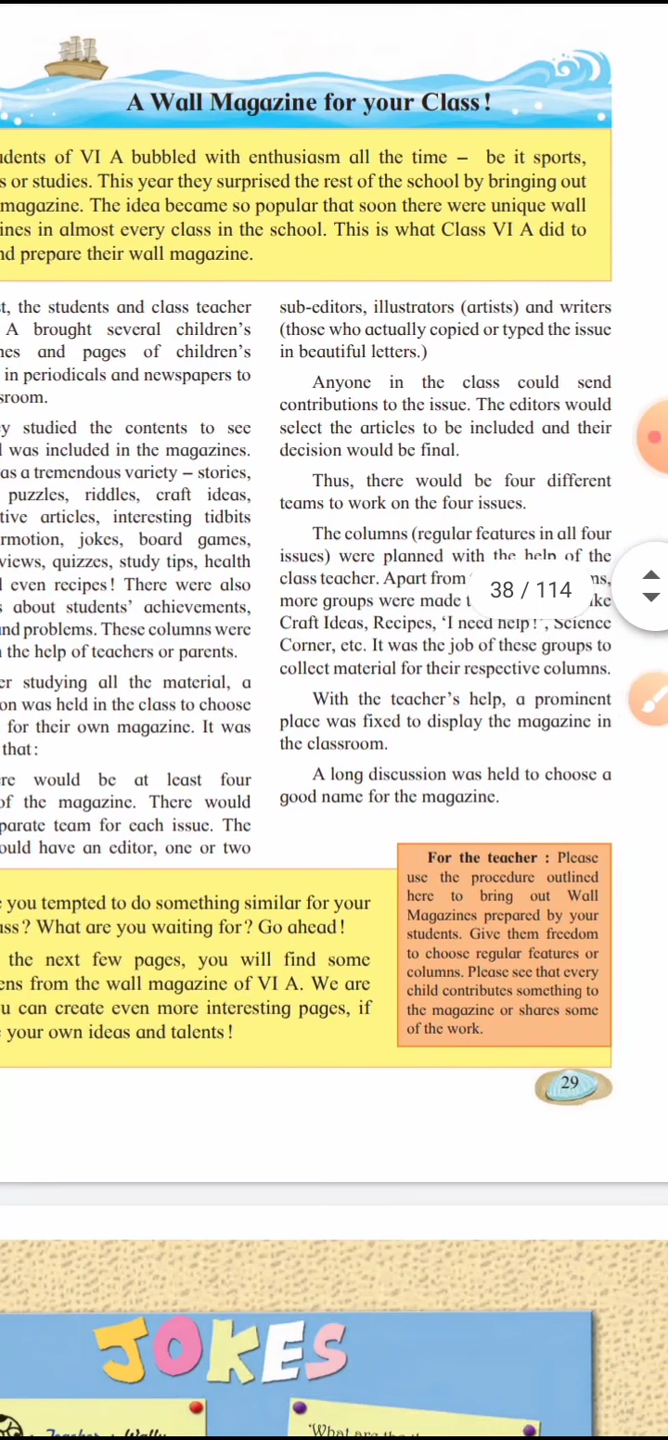 A Wall Magazine for your Class!
of VI A bubbled with enthusiasm all the time – be it sports,
or studies. This year they surprised the rest of the school by bringing out
magazine. The idea became so popular that soon there were unique wall
in almost every class in the school. This is what Class VI A did to
prepare their wall magazine.
the students and class teacher
A brought several children's
and pages of children's
in periodicals and newspapers to
studied the contents to see
was included in the magazines.
as a tremendous variety – stories,
puzzles, riddles, craft ideas,
articles, interesting tidbits
jokes, board games,
quizzes, study tips, health
even recipes! There were also
about students' achievements,
and problems. These columns were
the help of teachers or parents.
studying all the material, a
was held in the class to choose
for their own magazine. It was
that:
would be at least four
of the magazine. There would
team for each issue. The
have an editor, one or two
sub-editors, illustrators (artists) and writers
(those who actually copied or typed the issue
in beautiful letters.)
Anyone in the class could send
contributions to the issue. The editors would
select the articles to be included and their
decision would be final.
Thus, there would be four different
teams to work on the four issues.
The columns (regular features in all four
issues) were planned with the help of the
class teacher. Apart from
more groups were made
Craft Ideas, Recipes, 'I need help!', Science
Corner, etc. It was the job of these groups to
collect material for their respective columns.
With the teacher's help, a prominent
place was fixed to display the magazine in
the classroom.
A long discussion was held to choose a
good name for the magazine.
38 / 114
you tempted to do something similar for your
What are you waiting for? Go ahead!
the next few pages, you will find some
from the wall magazine of VI A. We are
can create even more interesting pages, if
your own ideas and talents!
For the teacher : Please
use the procedure outlined
here to bring out Wall
Magazines prepared by your
students. Give them freedom
to choose regular features or
columns. Please see that every
child contributes something to
the magazine or shares some
of the work.
29
JOKES
'What are